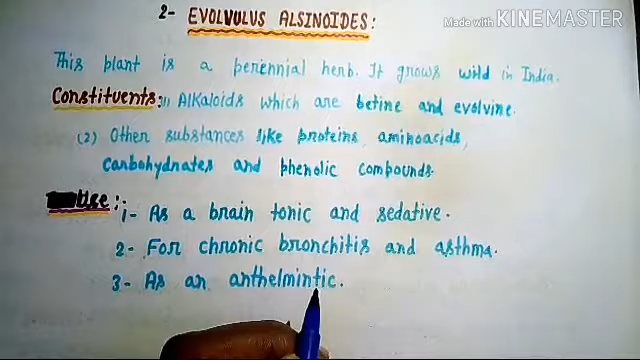 Made with KINEMASTER
2- EVOLVULUS ALSINOIDES:
This plant is a perennial herb. It grows wild in India.
Constituents: 1) Alkaloids which are betine and evolvine.
(2) Other substances like proteins, aminoacids,
carbohydrates and phenolic compounds.
Use:
1- As a brain tonic and sedative.
2- For chronic bronchitis and asthma.
3- As an anthelmintic.